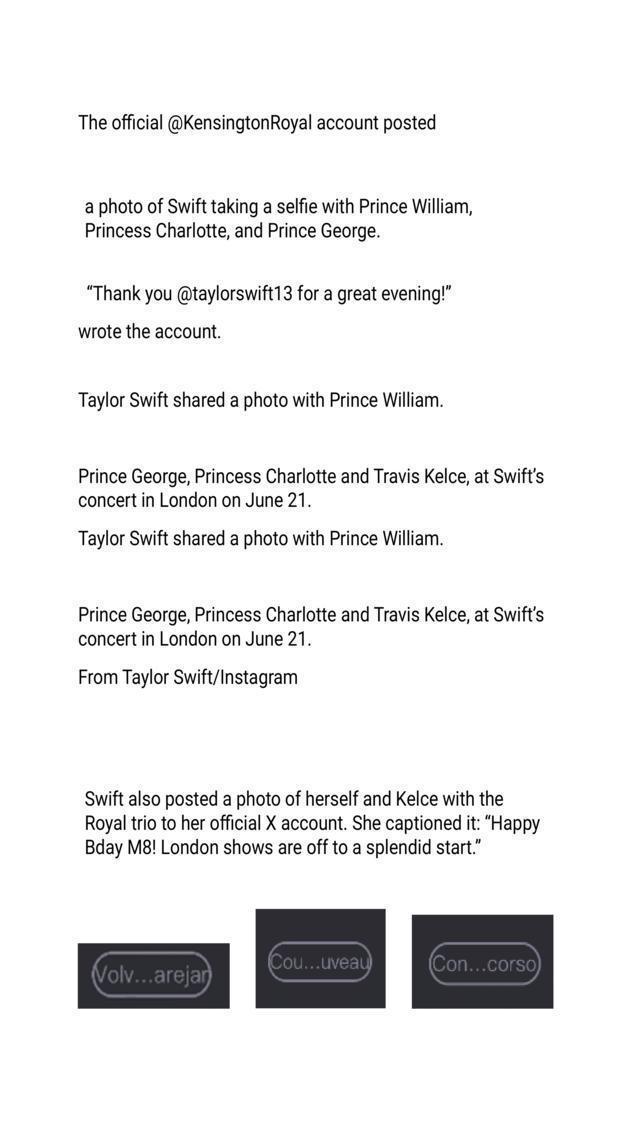 The official @KensingtonRoyal account posted
a photo of Swift taking a selfie with Prince William,
Princess Charlotte, and Prince George.
“Thank you @taylorswift13 for a great evening!”
wrote the account.
Taylor Swift shared a photo with Prince William.
Prince George, Princess Charlotte and Travis Kelce, at Swift’s
concert in London on June 21.
Taylor Swift shared a photo with Prince William.
Prince George, Princess Charlotte and Travis Kelce, at Swift’s
concert in London on June 21.
From Taylor Swift/Instagram
Swift also posted a photo of herself and Kelce with the
Royal trio to her official X account. She captioned it: “Happy
Bday M8! London shows are off to a splendid start.”
Volv...arejar
Cou...uveau
Con...corso